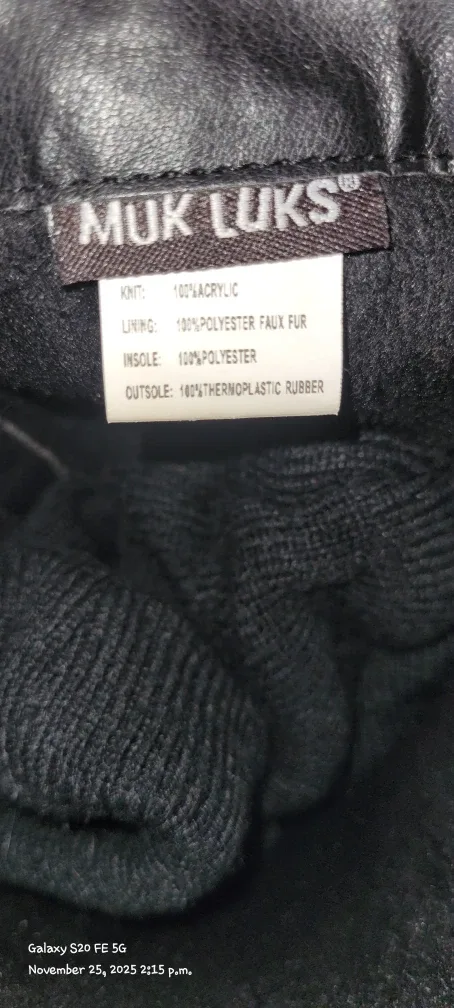 MUK LUKS®
KNIT: 100%ACRYLIC
LINING: 100%POLYESTER FAUX FUR
INSOLE: 100%POLYESTER
OUTSOLE: 100%THERMOPLASTIC RUBBER
Galaxy S20 FE 5G
November 25, 2025 2:15 p.m.